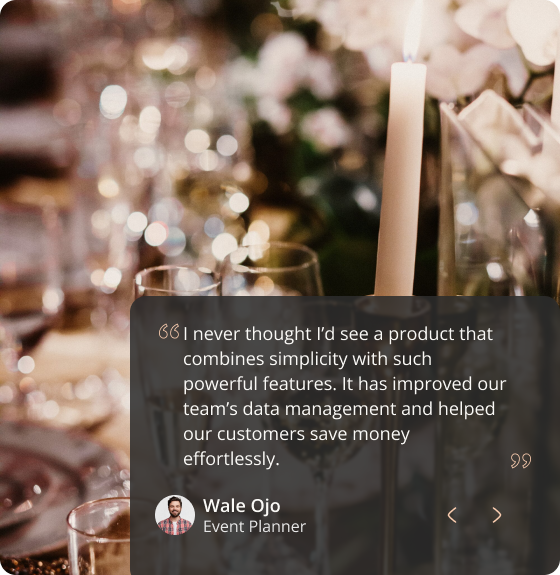 “I never thought I’d see a product that
combines simplicity with such
powerful features. It has improved our
team’s data management and helped
our customers save money
effortlessly.”
Wale Ojo
Event Planner